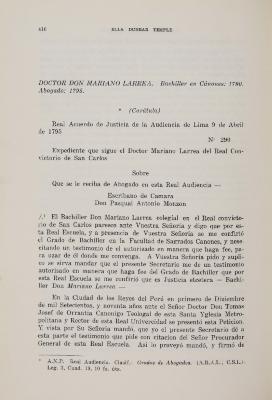 416 ELLA DUNBAR TEMPLE
DOCTOR DON MARIANO LARREA. Bachiller en Cánones: 1790.
Abogado: 1795.
* (Carátula)
Real Acuerdo de Justicia de la Audiencia de Lima 9 de Abril
de 1795
Nº 290
Expediente que sigue el Doctor Mariano Larrea del Real Con-
victorio de San Carlos
Sobre
Que se le reciba de Abogado en esta Real Audiencia —
Escribano de Camara
Don Pasqual Antonio Monzon
El Bachiller Don Mariano Larrea colegial en el Real convicto-
rio de San Carlos parece ante Vuestra Señoria y digo que por es-
ta Real Escuela, y a presencia de Vuestra Señoría se me confirió
el Grado de Bachiller en la Facultad de Sacrados Canones, y nece-
citando un testimonio de el autorizado en manera que haga fee, pa-
ra uzar de él donde me convenga. A Vuestra Señoria pido y supli-
co se sirva mandar que el presente Secretario me de un testimonio
autorizado en manera que haga fee del Grado de Bachiller que por
esta Real Escuela se me confirió que es Justicia etcetera — Bachi-
ller Don Mariano Larrea —
En la Ciudad de los Reyes del Perú en primero de Diciembre
de mil Setecientos, y noventa años ante el Señor Doctor Don Tomas
Josef de Orrantia Canonigo Teologal de esta Santa Yglesia Metro-
politana y Rector de esta Real Univercidad se presentó esta Peticion.
Y vista por Su Señoria mandó, que yo el presente Secretario dé a
esta parte el testimonio que pide con citacion del Señor Procurador
General de esta Real Escuela. Asi lo proveyó mandó, y firmó de
* A.N.P. Real Audiencia. Clasif.: Grados de Abogados. (A.R.J.L., C.S.L.)
Leg. 3, Cuad. 19, 10 fs. úts.